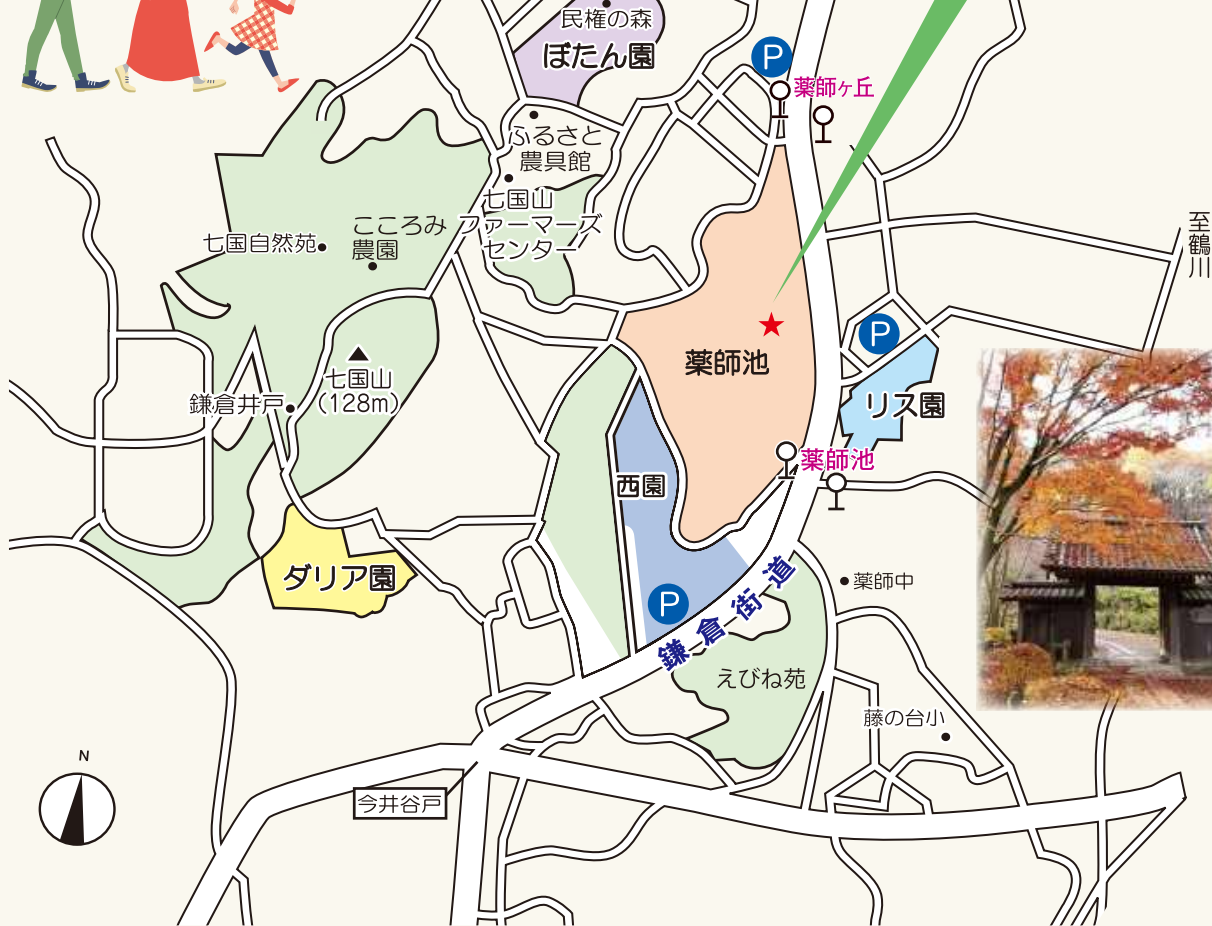 民権の森
ぼたん園
P
薬師ヶ丘
ふるさと
農具館
七国山
ファーマーズ
センター
こころみ
農園
七国自然苑
至鶴川
P
薬師池
七国山
(128m)
鎌倉井戸
リス園
薬師池
西園
ダリア園
P
鎌倉街道
薬師中
えびね苑
藤の台小
N
今井谷戸